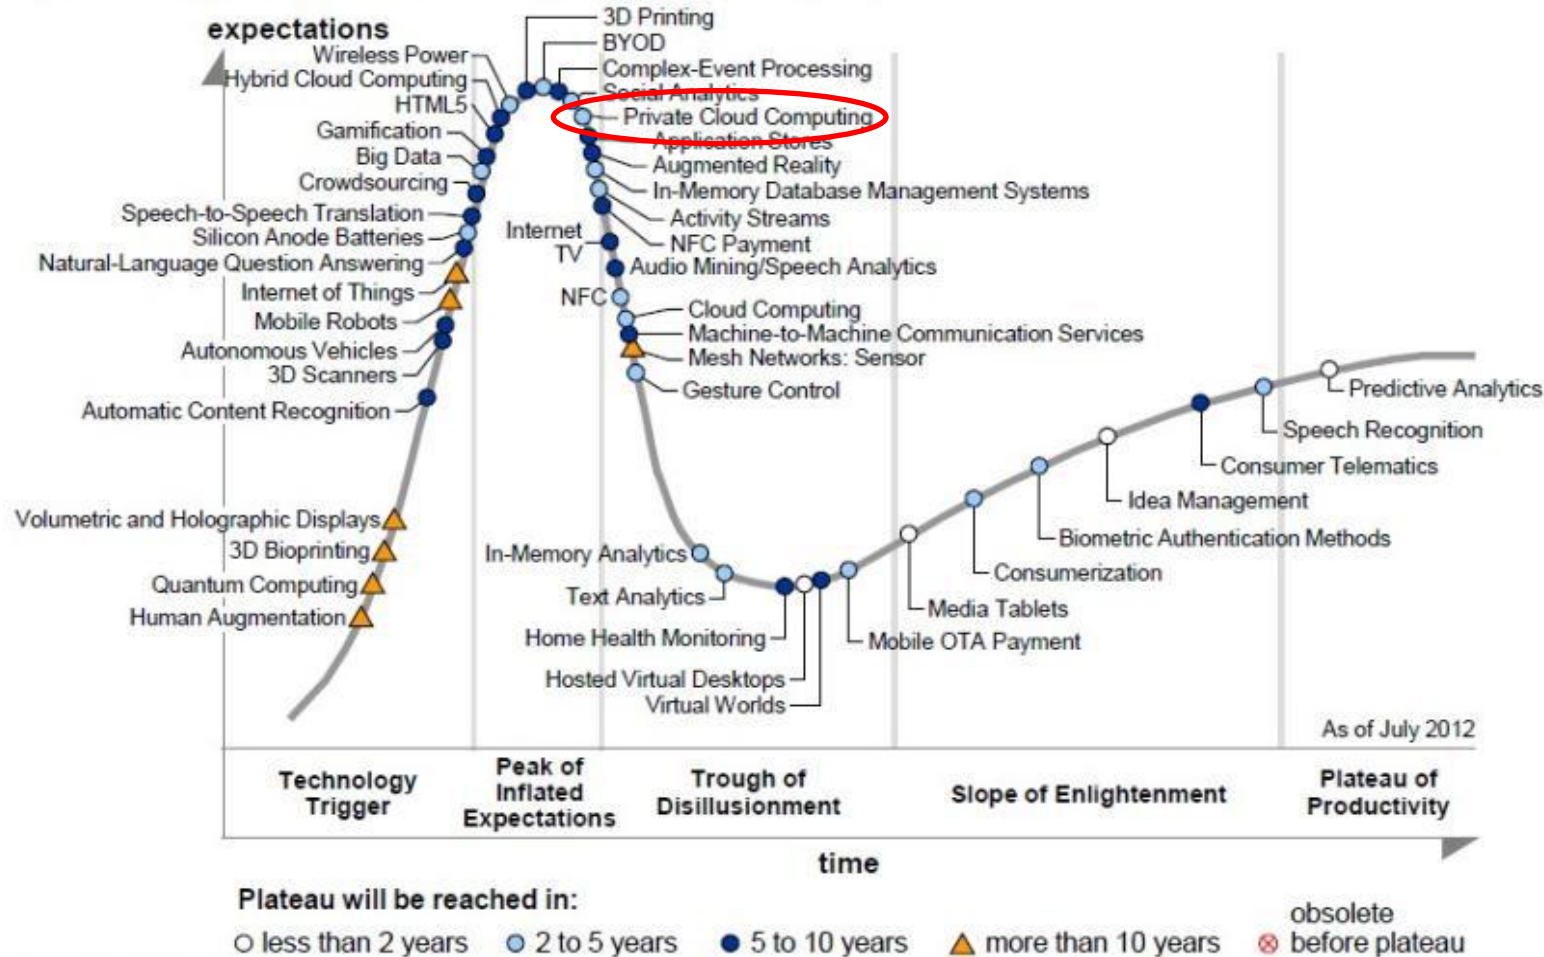 expectations
3D Printing
BYOD
Wireless Power
Complex-Event Processing
Hybrid Cloud Computing
Social Analytics
HTML5
Private Cloud Computing
Gamification
Application Stores
Big Data
Augmented Reality
Crowdsourcing
In-Memory Database Management Systems
Speech-to-Speech Translation
Activity Streams
Silicon Anode Batteries
Internet
TV
NFC Payment
Natural-Language Question Answering
Audio Mining/Speech Analytics
Internet of Things
NFC
Cloud Computing
Mobile Robots
Machine-to-Machine Communication Services
Autonomous Vehicles
Mesh Networks: Sensor
3D Scanners
Gesture Control
Predictive Analytics
Automatic Content Recognition
Speech Recognition
Consumer Telematics
Idea Management
Volumetric and Holographic Displays
Biometric Authentication Methods
3D Bioprinting
In-Memory Analytics
Consumerization
Quantum Computing
Text Analytics
Media Tablets
Human Augmentation
Home Health Monitoring
Mobile OTA Payment
Hosted Virtual Desktops
Virtual Worlds
As of July 2012
Technology
Trigger
Peak of
Inflated
Expectations
Trough of
Disillusionment
Slope of Enlightenment
Plateau of
Productivity
time
Plateau will be reached in:
less than 2 years
2 to 5 years
5 to 10 years
more than 10 years
obsolete
before plateau